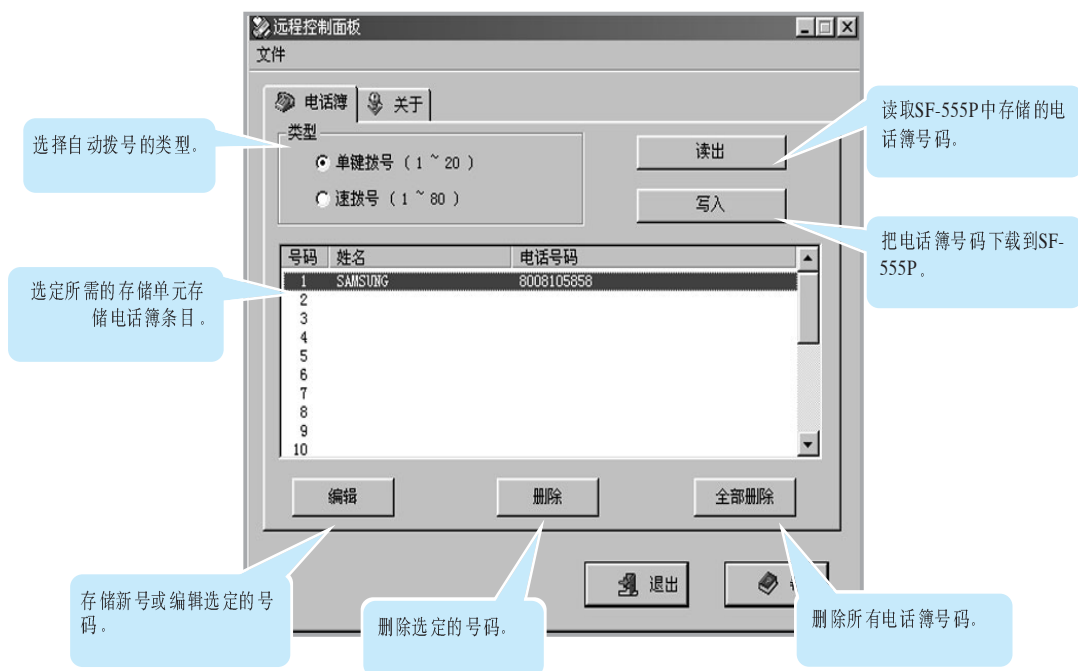 远程控制面板
文件
电话簿
关于
类型
单键拨号 ( 1 ~ 20 )
速拨号 ( 1 ~ 80 )
读出
写入
号码 姓名 电话号码
1 SAMSUNG 8008105858
2
3
4
5
6
7
8
9
10
编辑
删除
全部删除
退出
选择自动拨号的类型。
选定所需的存储单元存
储电话簿条目。
读取SF-555P中存储的电
话簿号码。
把电话簿号码下载到SF-
555P。
存储新号或编辑选定的号
码。
删除选定的号码。
删除所有电话簿号码。